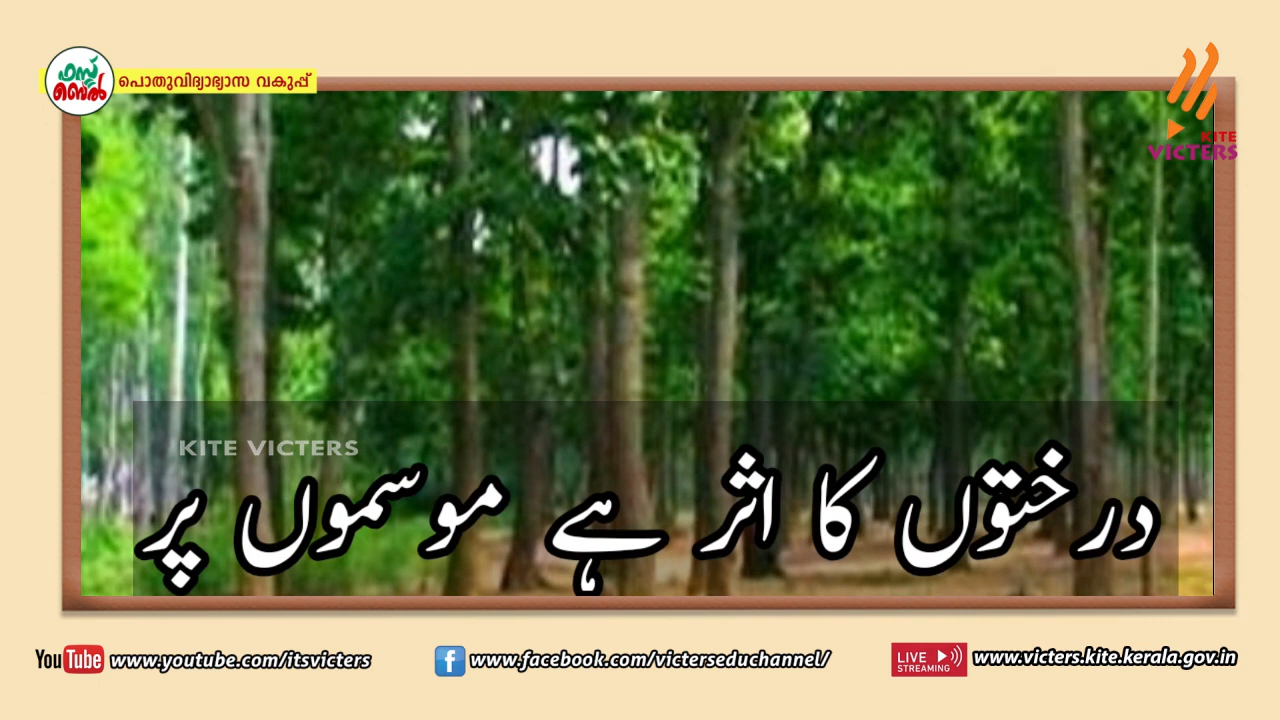 ഫസ്റ്റ്
ബെൽ
പൊതുവിദ്യാഭ്യാസ വകുപ്പ്
KITE
VICTERS
KITE VICTERS
درختوں کا اثر ہے موسموں پر
YouTube www.youtube.com/itsvicters
f www.facebook.com/victerseduchannel/
LIVE
STREAMING
www.victers.kite.kerala.gov.in